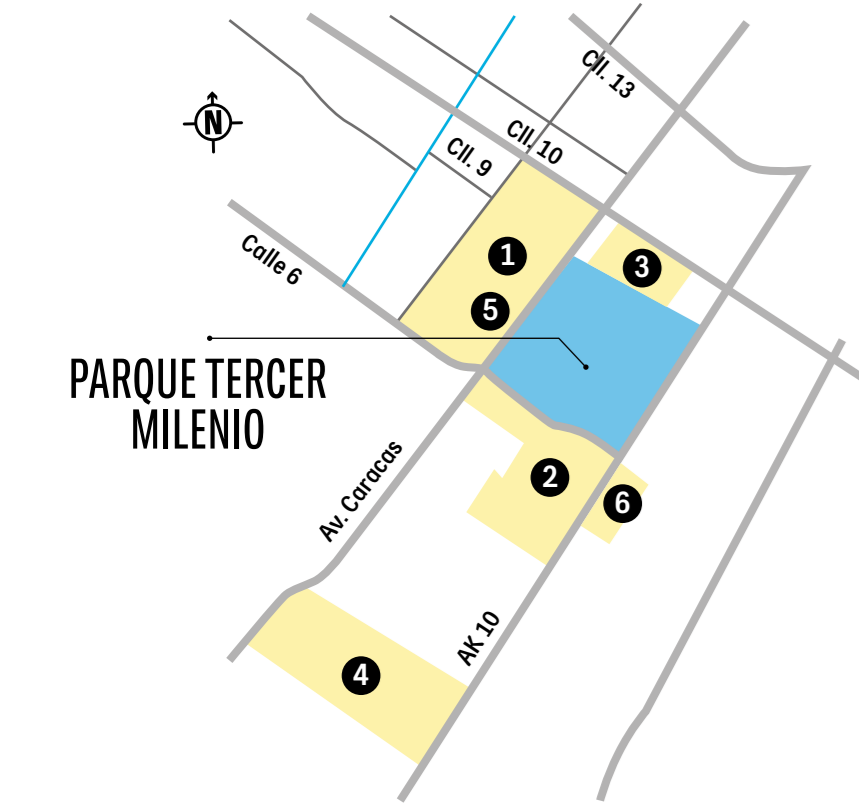 Cll. 13
N
Cll. 10
Cll. 9
Calle 6
1
3
5
PARQUE TERCER
MILENIO
Av. Caracas
2
6
AK 10
4